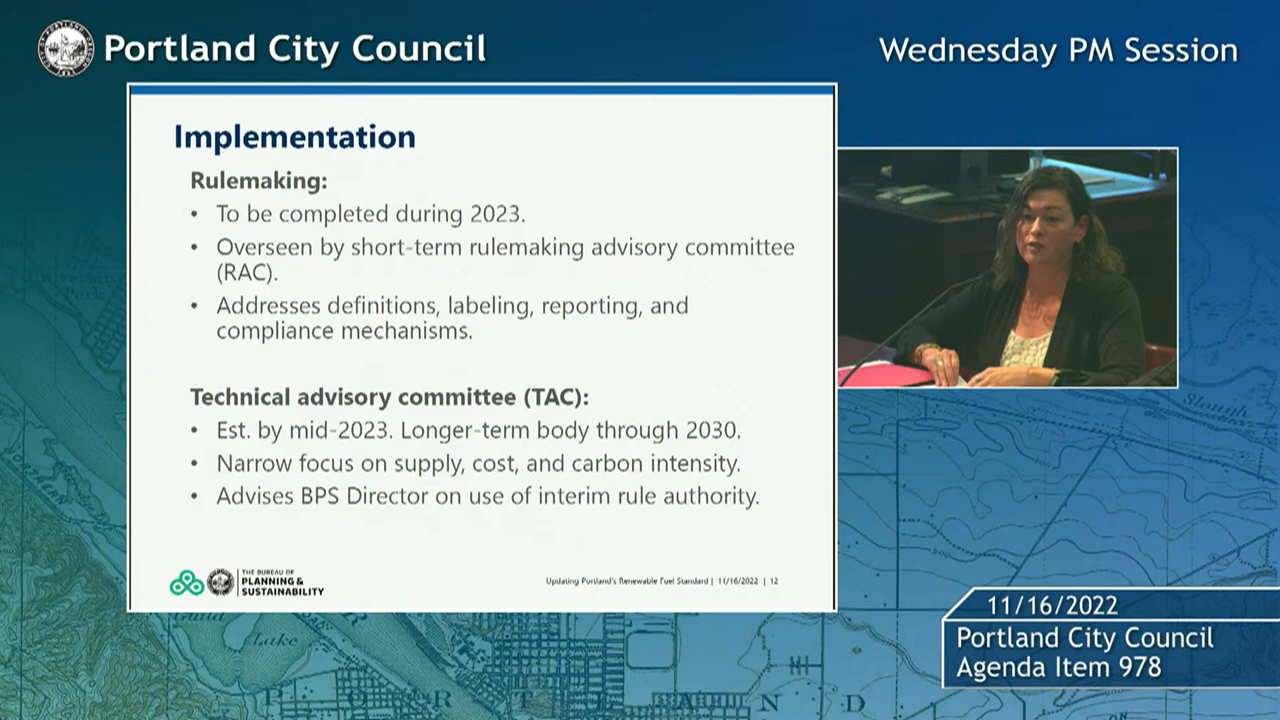 Portland City Council
Wednesday PM Session
Implementation
Rulemaking:
• To be completed during 2023.
• Overseen by short-term rulemaking advisory committee
(RAC).
• Addresses definitions, labeling, reporting, and
compliance mechanisms.
Technical advisory committee (TAC):
• Est. by mid-2023. Longer-term body through 2030.
• Narrow focus on supply, cost, and carbon intensity.
• Advises BPS Director on use of interim rule authority.
THE BUREAU OF
PLANNING &
SUSTAINABILITY
Updating Portland's Renewable Fuel Standard | 11/16/2022 | 12
Slough
Guild
Lake
P O R T L A N D
11/16/2022
Portland City Council
Agenda Item 978